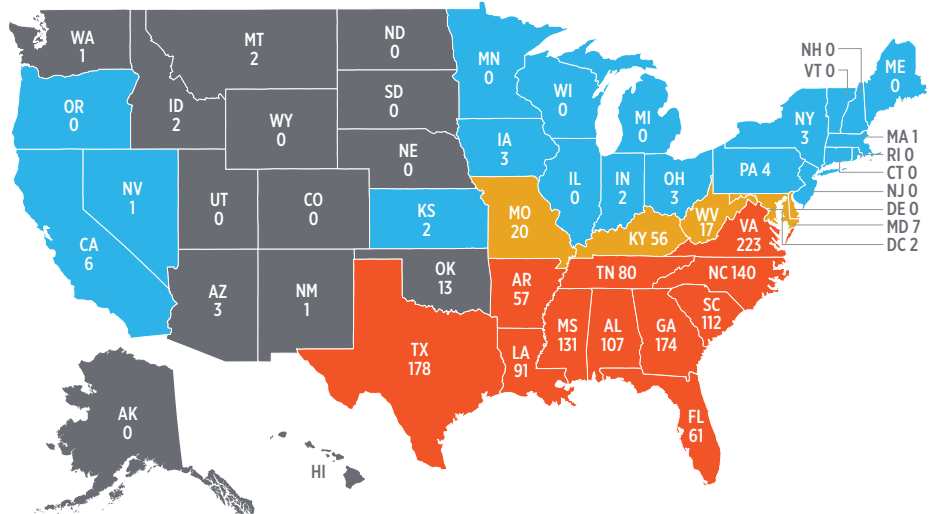 WA
1
MT
2
ND
0
MN
0
OR
0
ID
2
WY
0
SD
0
WI
0
MI
0
NH 0
VT 0
ME
0
NY
3
MA 1
RI 0
CT 0
NJ 0
DE 0
MD 7
DC 2
NV
1
UT
0
CO
0
NE
0
IA
3
IL
0
IN
2
OH
3
PA 4
CA
6
KS
2
MO
20
KY 56
WV
17
VA
223
AZ
3
NM
1
OK
13
AR
57
TN 80
NC 140
SC
112
TX
178
LA
91
MS
131
AL
107
GA
174
FL
61
AK
0
HI